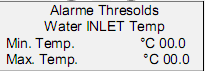 Alarme Thresolds
Water INLET Temp
Min. Temp. °C 00.0
Max. Temp. °C 00.0